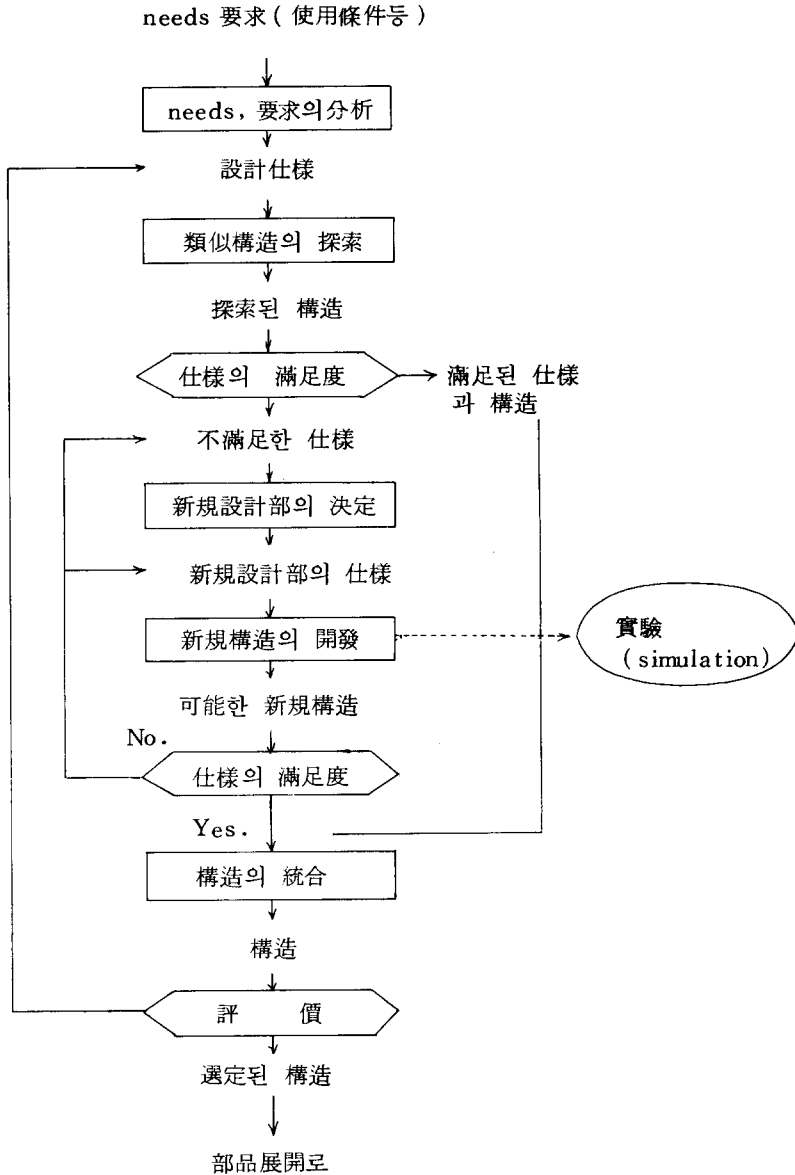 needs 要求 ( 使用條件등 )
needs, 要求의分析
設計仕樣
類似構造의 探索
探索된 構造
仕樣의 滿足度
滿足된 仕樣
과 構造
不滿足한 仕樣
新規設計部의 決定
新規設計部의 仕樣
新規構造의 開發
實驗
(simulation)
可能한 新規構造
No.
仕樣의 滿足度
Yes.
構造의 統合
構造
評 價
選定된 構造
部品展開로